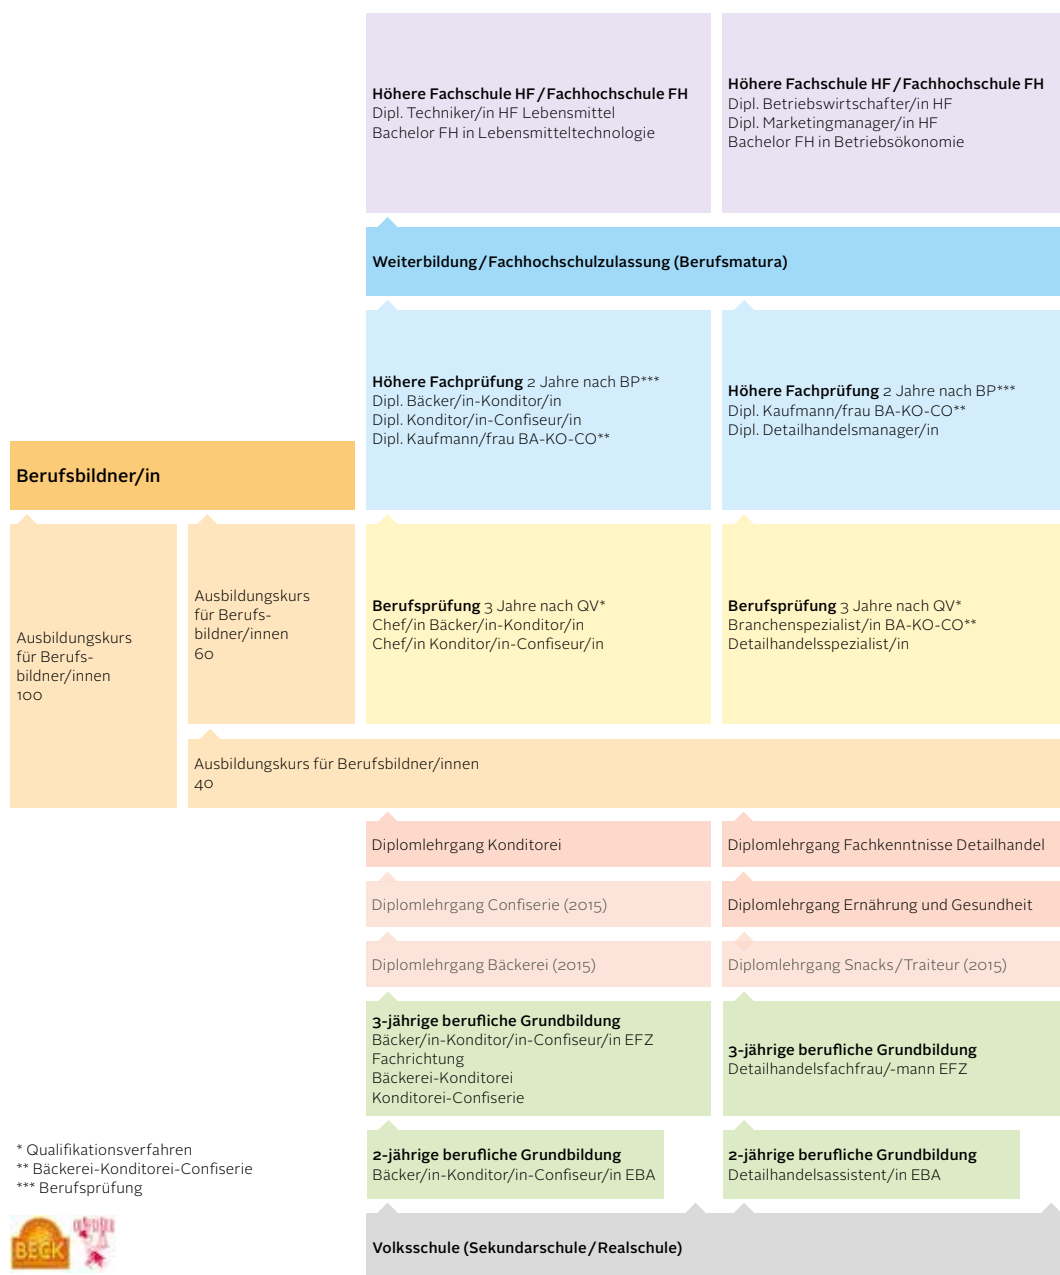 Höhere Fachschule HF/Fachhochschule FH
Dipl. Techniker/in HF Lebensmittel
Bachelor FH in Lebensmitteltechnologie
Höhere Fachschule HF/Fachhochschule FH
Dipl. Betriebswirtschafter/in HF
Dipl. Marketingmanager/in HF
Bachelor FH in Betriebsökonomie
Weiterbildung/Fachhochschulzulassung (Berufsmatura)
Höhere Fachprüfung 2 Jahre nach BP***
Dipl. Bäcker/in-Konditor/in
Dipl. Konditor/in-Confiseur/in
Dipl. Kaufmann/frau BA-KO-CO**
Höhere Fachprüfung 2 Jahre nach BP***
Dipl. Kaufmann/frau BA-KO-CO**
Dipl. Detailhandelsmanager/in
Berufsbildner/in
Ausbildungskurs
für Berufs-
bildner/innen
100
Ausbildungskurs
für Berufs-
bildner/innen
60
Berufsprüfung 3 Jahre nach QV*
Chef/in Bäcker/in-Konditor/in
Chef/in Konditor/in-Confiseur/in
Berufsprüfung 3 Jahre nach QV*
Branchenspezialist/in BA-KO-CO**
Detailhandelsspezialist/in
Ausbildungskurs für Berufsbildner/innen
40
Diplomlehrgang Konditorei
Diplomlehrgang Fachkenntnisse Detailhandel
Diplomlehrgang Confiserie (2015)
Diplomlehrgang Ernährung und Gesundheit
Diplomlehrgang Bäckerei (2015)
Diplomlehrgang Snacks/Traiteur (2015)
3-jährige berufliche Grundbildung
Bäcker/in-Konditor/in-Confiseur/in EFZ
Fachrichtung
Bäckerei-Konditorei
Konditorei-Confiserie
3-jährige berufliche Grundbildung
Detailhandelsfachfrau/-mann EFZ
2-jährige berufliche Grundbildung
Bäcker/in-Konditor/in-Confiseur/in EBA
2-jährige berufliche Grundbildung
Detailhandelsassistent/in EBA
* Qualifikationsverfahren
** Bäckerei-Konditorei-Confiserie
*** Berufsprüfung
BECK
Volksschule (Sekundarschule/Realschule)